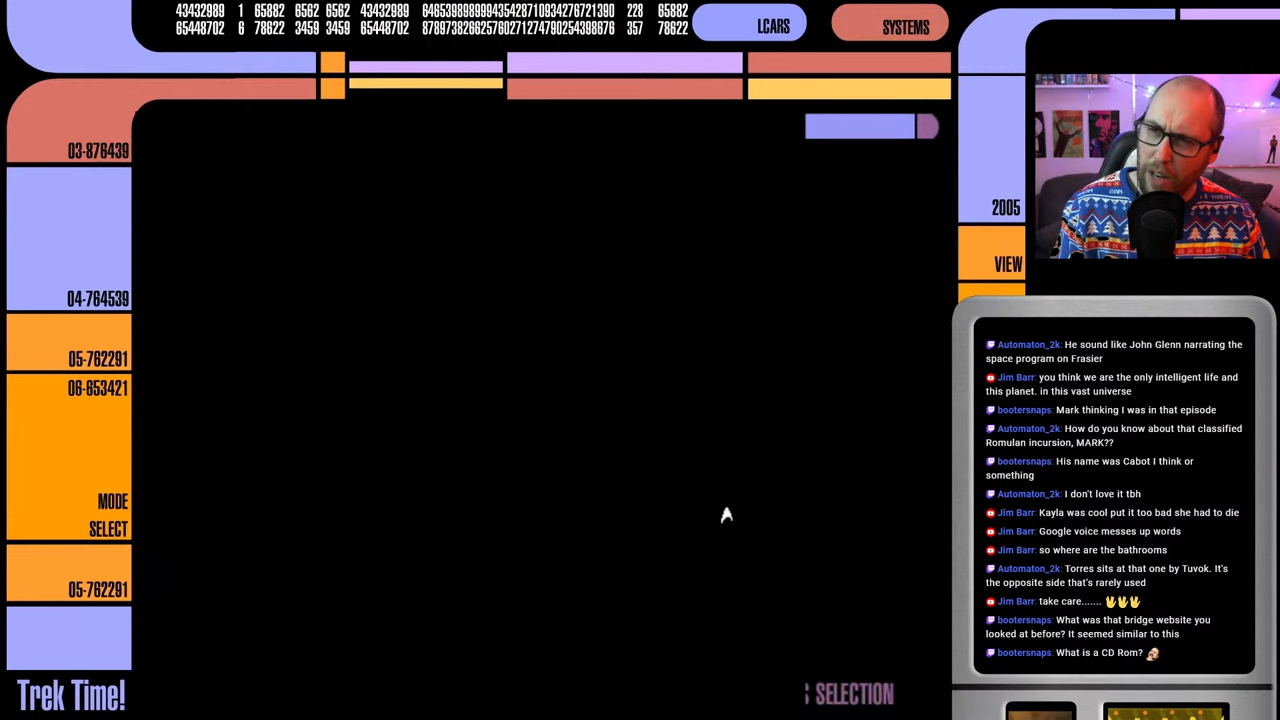 43432989 1 65882 6562 6562 43432989 64653989899943542871093427672 1390 228 65882
65448702 6 78622 3459 3459 65448702 87897382662576027127479025439 8676 357 78622
LCARS
SYSTEMS
03-876439
04-764539
05-762291
06-653421
MODE
SELECT
05-762291
Trek Time!
SELECTION
2005
VIEW
Automaton_2k: He sound like John Glenn narrating the
space program on Frasier
Jim Barr: you think we are the only intelligent life and
this planet. in this vast universe
bootersnaps: Mark thinking I was in that episode
Automaton_2k: How do you know about that classified
Romulan incursion, MARK??
bootersnaps: His name was Cabot I think or
something
Automaton_2k: I don't love it tbh
Jim Barr: Kayla was cool put it too bad she had to die
Jim Barr: Google voice messes up words
Jim Barr: so where are the bathrooms
Automaton_2k: Torres sits at that one by Tuvok. It's
the opposite side that's rarely used
Jim Barr: take care....... 🖖🖖🖖
bootersnaps: What was that bridge website you
looked at before? It seemed similar to this
bootersnaps: What is a CD Rom?